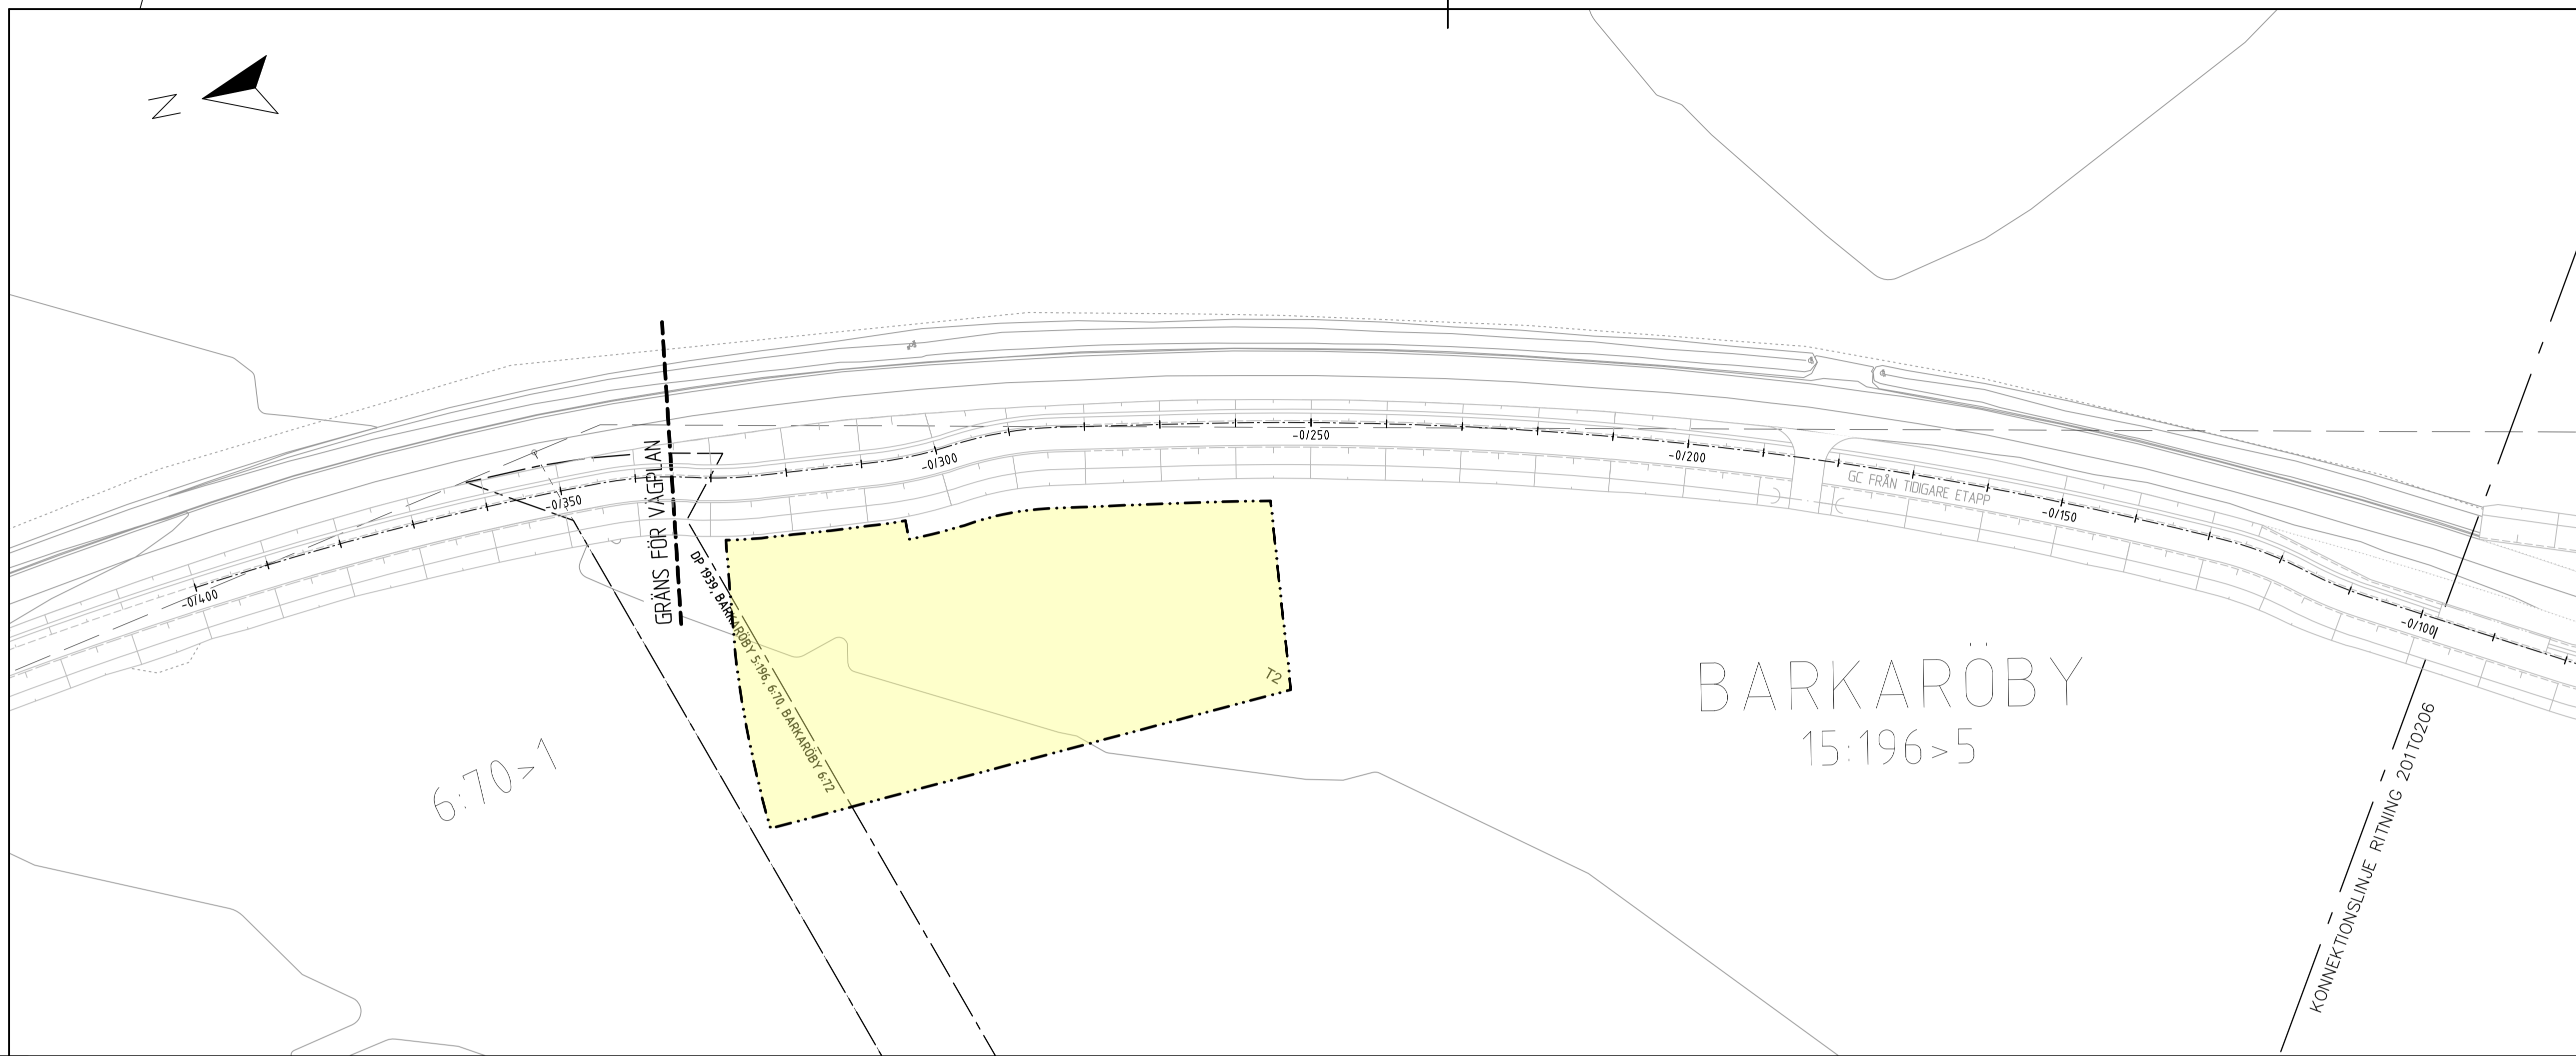 N
GRÄNS FÖR VÄGPLAN
-0/400
-0/350
-0/300
-0/250
-0/200
-0/150
-0/100
GC FRÅN TIDIGARE ETAPP
DP 1939, BARKARÖBY 5:196, 6:70, BARKARÖBY 6:72
T2
6:70>1
BARKARÖBY
15:196>5
KONNEKTIONSLINJE RITNING 201T0206